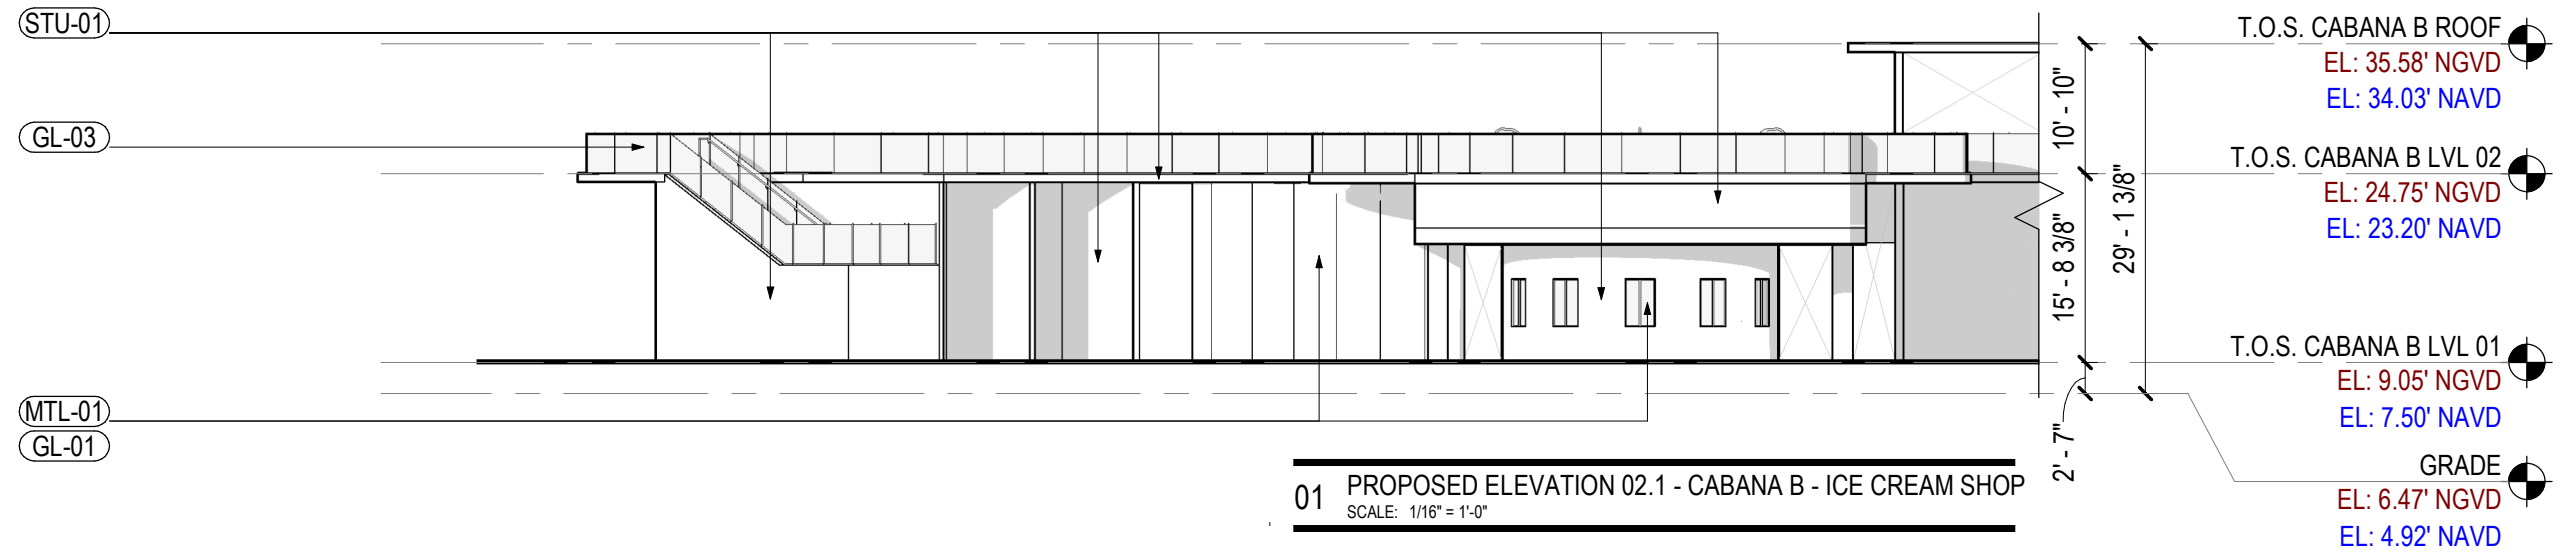 STU-01
GL-03
MTL-01
GL-01
T.O.S. CABANA B ROOF
EL: 35.58' NGVD
EL: 34.03' NAVD
10' - 10"
T.O.S. CABANA B LVL 02
EL: 24.75' NGVD
EL: 23.20' NAVD
15' - 8 3/8"
29' - 1 3/8"
T.O.S. CABANA B LVL 01
EL: 9.05' NGVD
EL: 7.50' NAVD
2' - 7"
GRADE
EL: 6.47' NGVD
EL: 4.92' NAVD
01 PROPOSED ELEVATION 02.1 - CABANA B - ICE CREAM SHOP
SCALE: 1/16" = 1'-0"